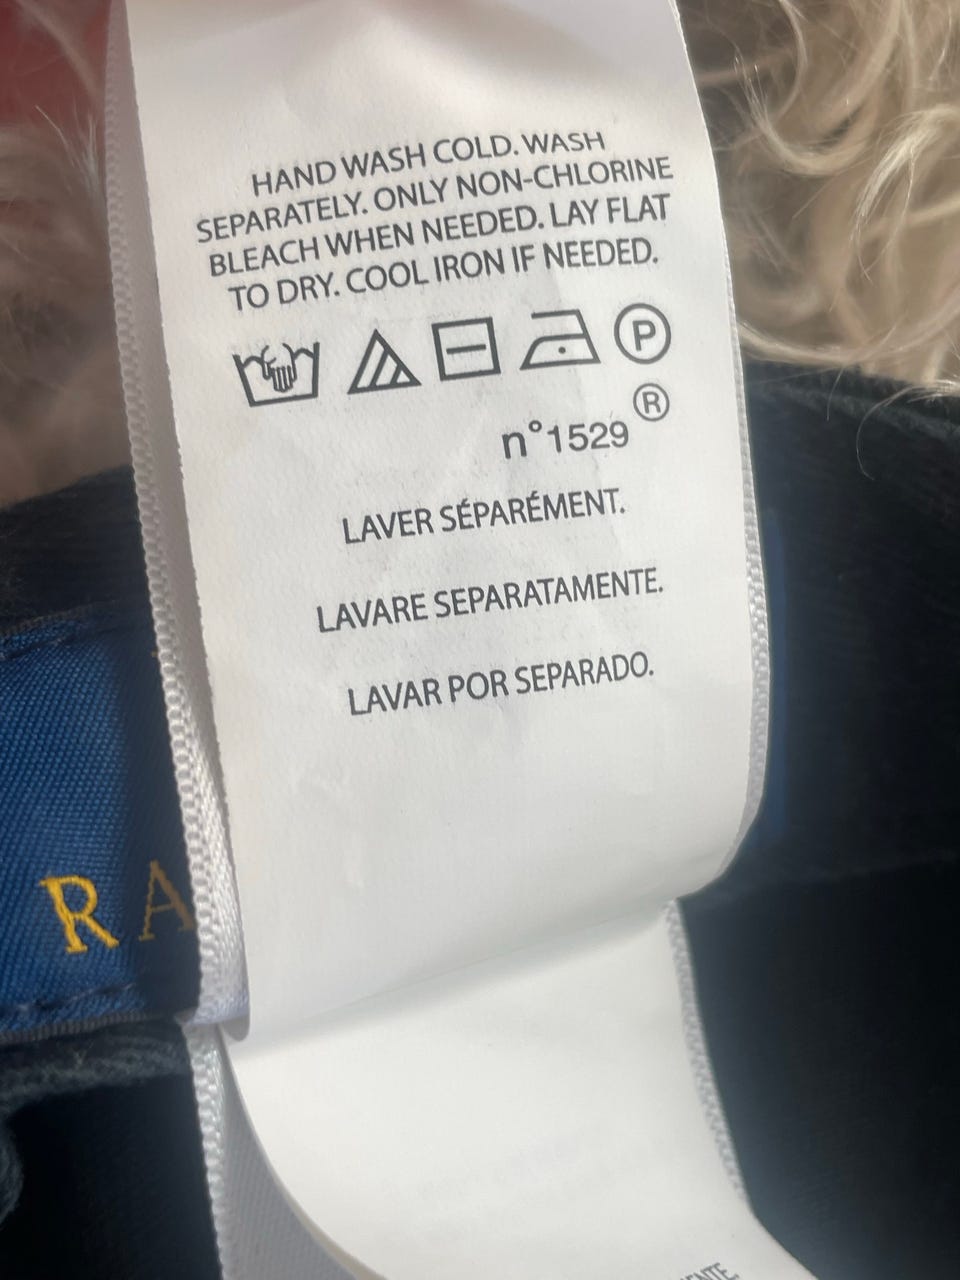 HAND WASH COLD. WASH
SEPARATELY. ONLY NON-CHLORINE
BLEACH WHEN NEEDED. LAY FLAT
TO DRY. COOL IRON IF NEEDED.
P
®
n°1529
LAVER SÉPARÉMENT.
LAVARE SEPARATAMENTE.
LAVAR POR SEPARADO.
RA